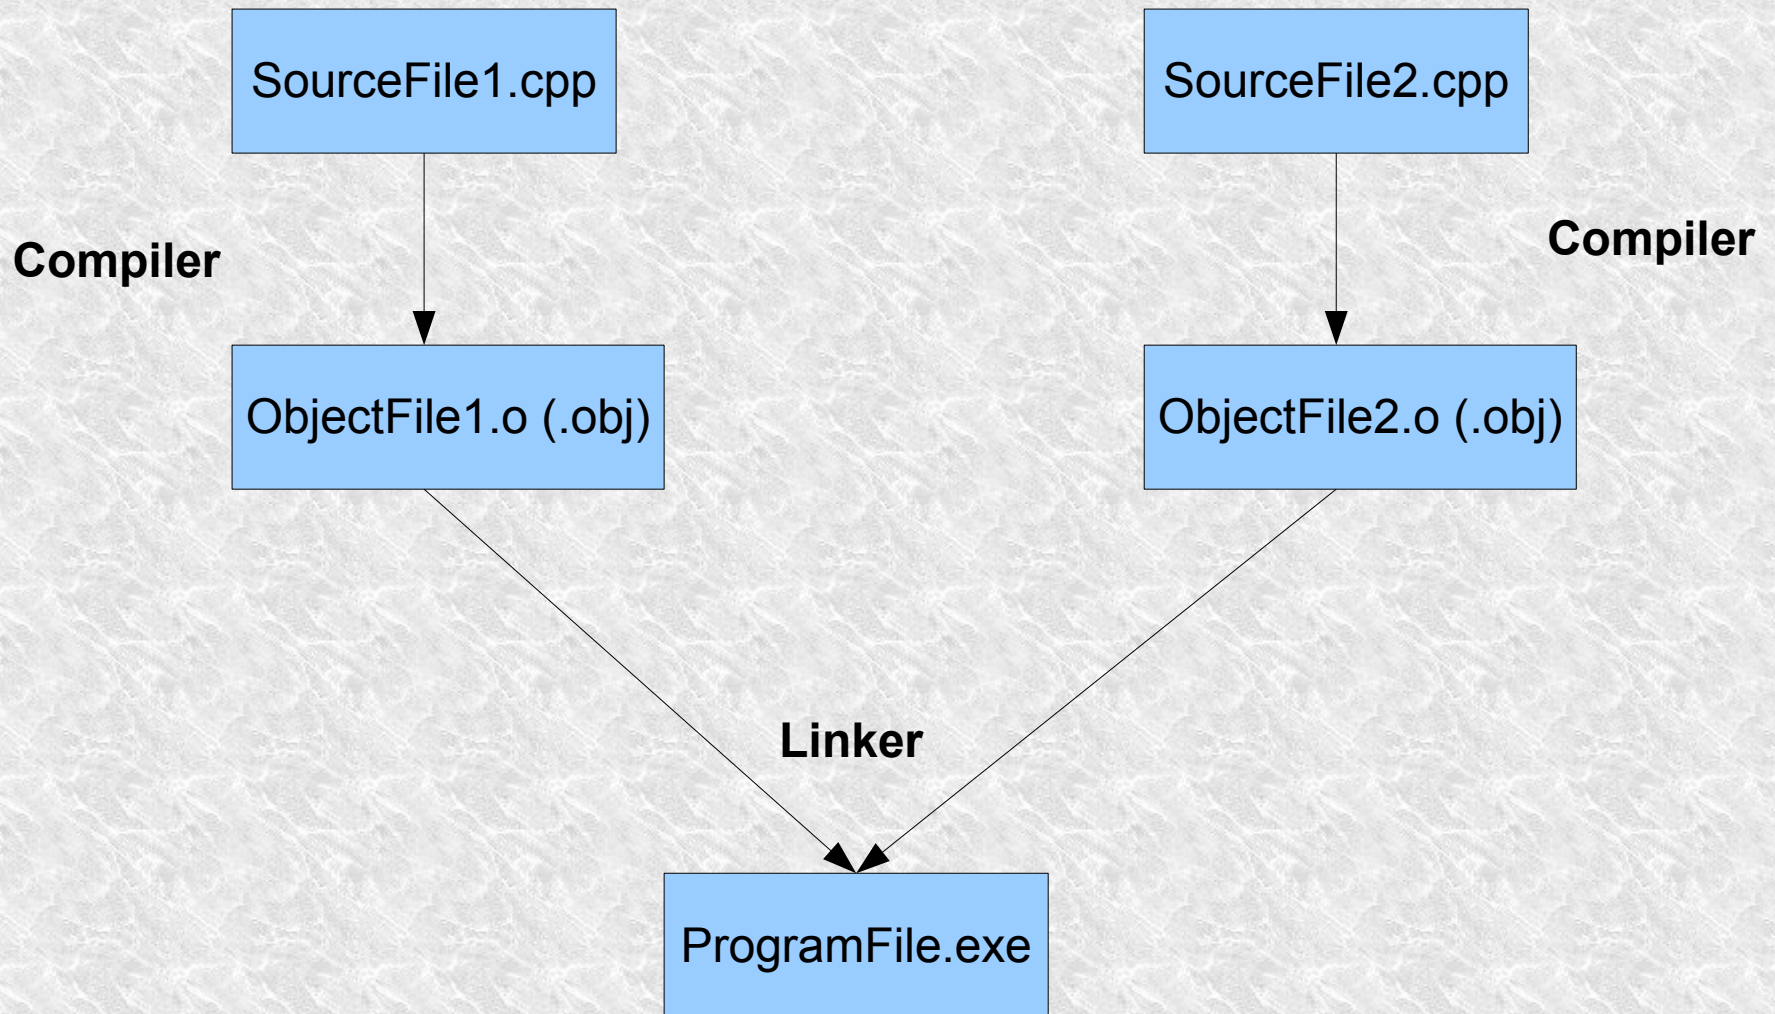 SourceFile1.cpp
SourceFile2.cpp
Compiler
Compiler
ObjectFile1.o (.obj)
ObjectFile2.o (.obj)
Linker
ProgramFile.exe